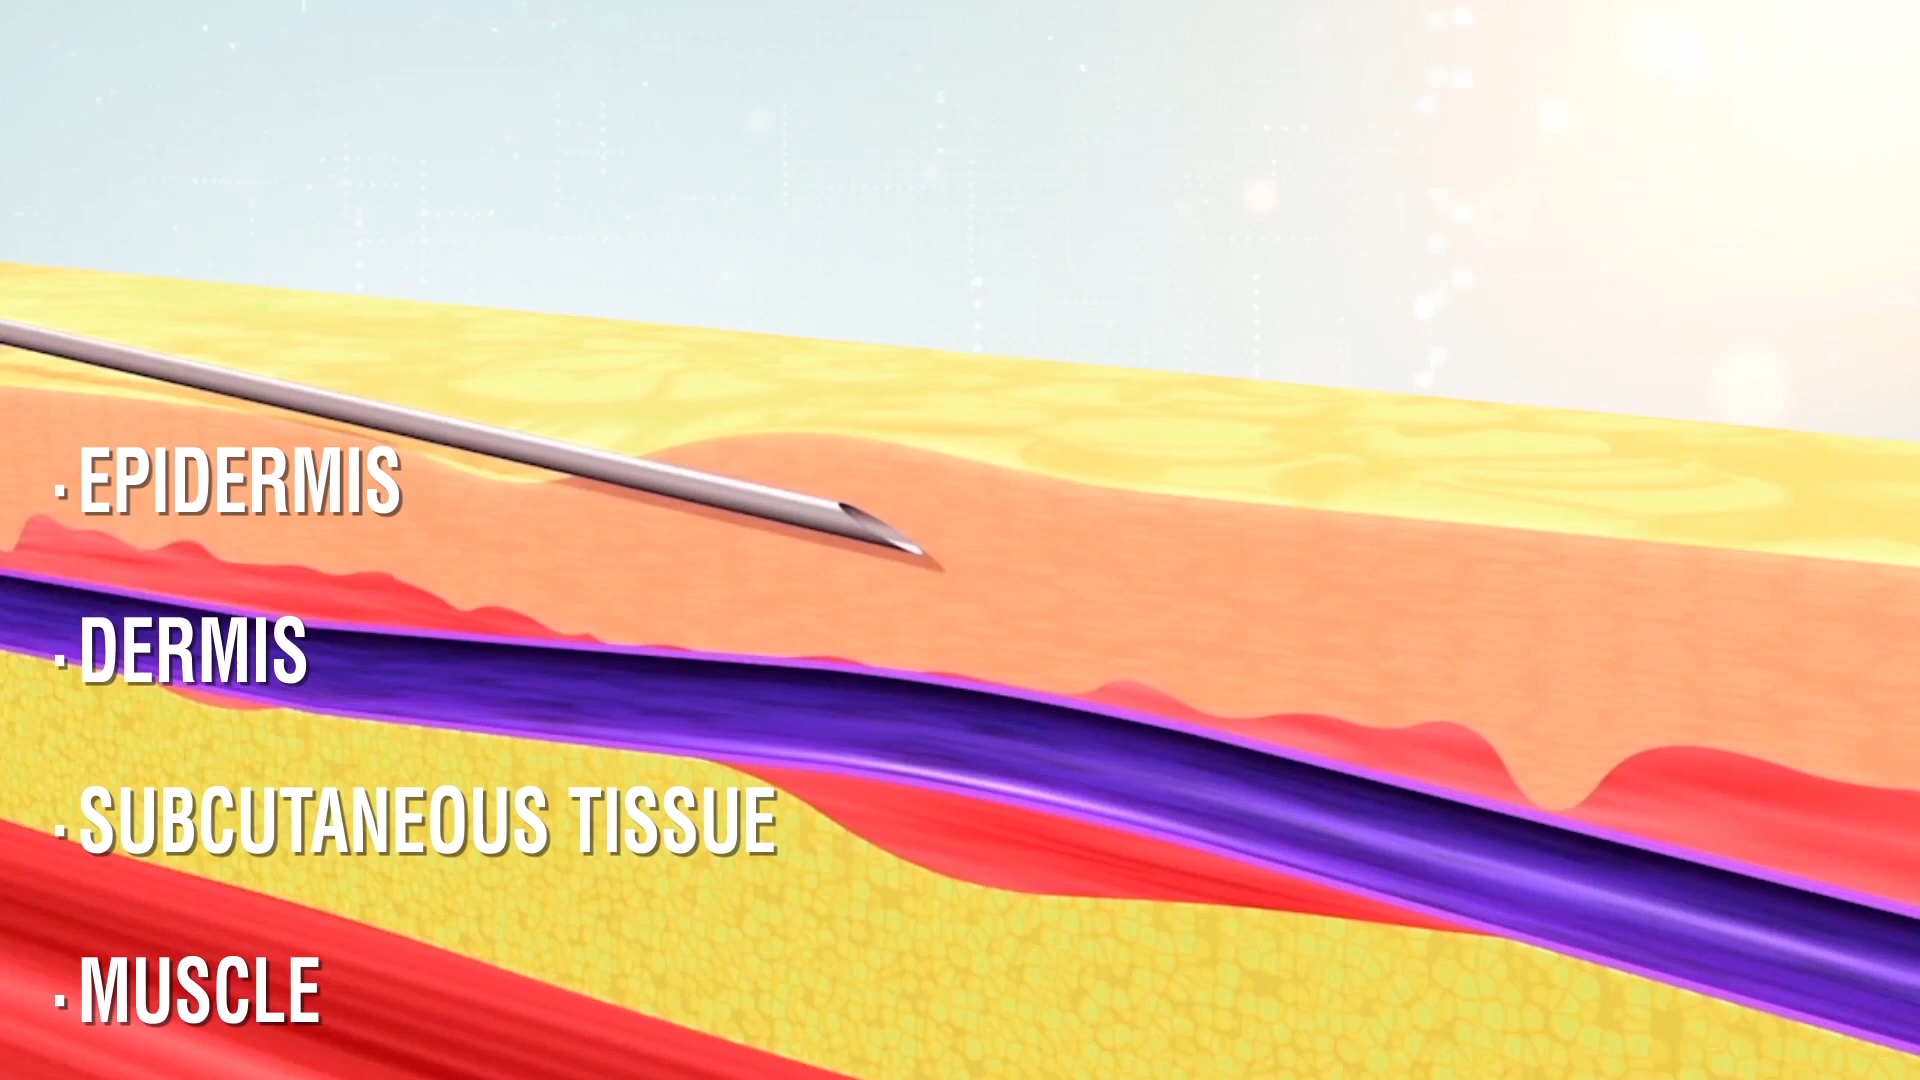 · EPIDERMIS
· DERMIS
· SUBCUTANEOUS TISSUE
· MUSCLE